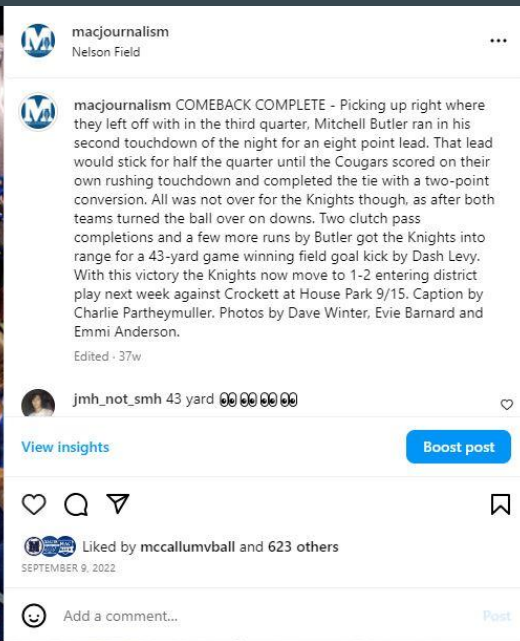 macjournalism
Nelson Field
macjournalism COMEBACK COMPLETE - Picking up right where
they left off with in the third quarter, Mitchell Butler ran in his
second touchdown of the night for an eight point lead. That lead
would stick for half the quarter until the Cougars scored on their
own rushing touchdown and completed the tie with a two-point
conversion. All was not over for the Knights though, as after both
teams turned the ball over on downs. Two clutch pass
completions and a few more runs by Butler got the Knights into
range for a 43-yard game winning field goal kick by Dash Levy.
With this victory the Knights now move to 1-2 entering district
play next week against Crockett at House Park 9/15. Caption by
Charlie Partheymuller. Photos by Dave Winter, Evie Barnard and
Emmi Anderson.
Edited · 37w
jmh_not_smh 43 yard 👀👀👀👀
View insights
Boost post
Liked by mccallumvball and 623 others
SEPTEMBER 9, 2022
Add a comment...
Post